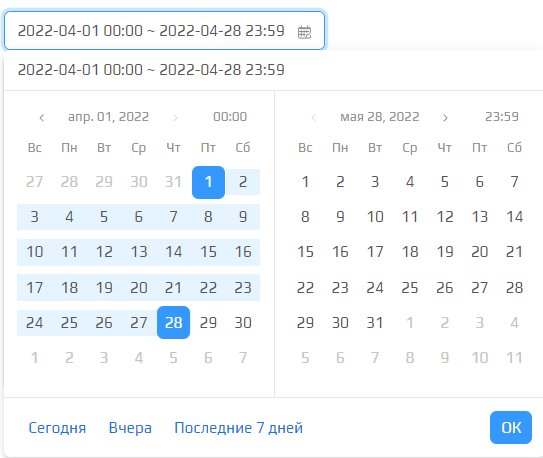 2022-04-01 00:00 ~ 2022-04-28 23:59
2022-04-01 00:00 ~ 2022-04-28 23:59
апр. 01, 2022 00:00
Вс Пн Вт Ср Чт Пт Сб
27 28 29 30 31 1 2
3 4 5 6 7 8 9
10 11 12 13 14 15 16
17 18 19 20 21 22 23
24 25 26 27 28 29 30
1 2 3 4 5 6 7
мая 28, 2022 23:59
Вс Пн Вт Ср Чт Пт Сб
1 2 3 4 5 6 7
8 9 10 11 12 13 14
15 16 17 18 19 20 21
22 23 24 25 26 27 28
29 30 31 1 2 3 4
5 6 7 8 9 10 11
Сегодня Вчера Последние 7 дней OK